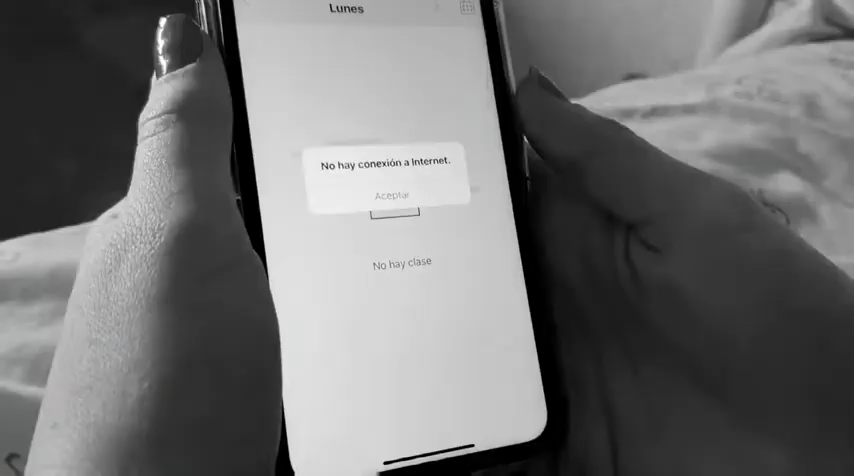 Lunes
No hay conexión a Internet.
Aceptar
No hay clase